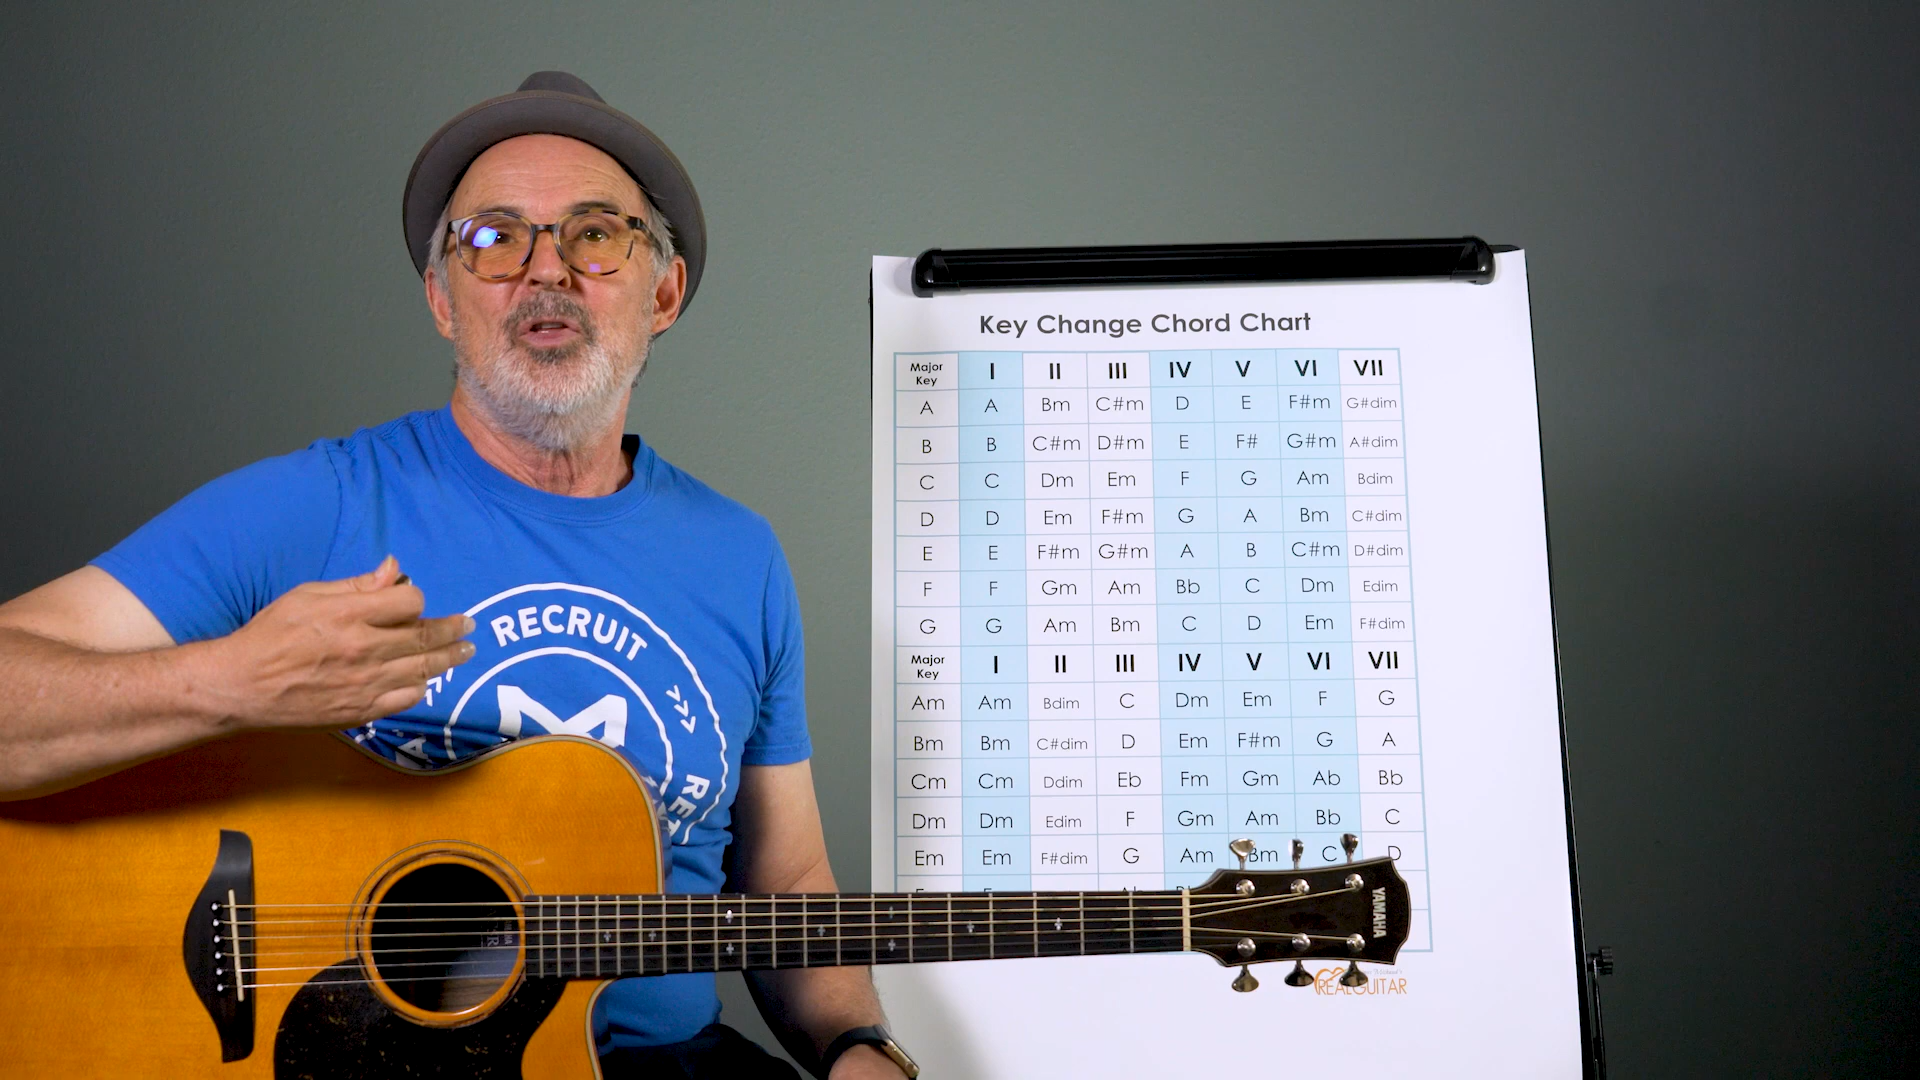 Key Change Chord Chart
Major Key I II III IV V VI VII
A A Bm C#m D E F#m G#dim
B B C#m D#m E F# G#m A#dim
C C Dm Em F G Am Bdim
D D Em F#m G A Bm C#dim
E E F#m G#m A B C#m D#dim
F F Gm Am Bb C Dm Edim
G G Am Bm C D Em F#dim
Major Key I II III IV V VI VII
Am Am Bdim C Dm Em F G
Bm Bm C#dim D Em F#m G A
Cm Cm Ddim Eb Fm Gm Ab Bb
Dm Dm Edim F Gm Am Bb C
Em Em F#dim G Am Bm C D
REALGUITAR
RECRUIT
YAMAHA